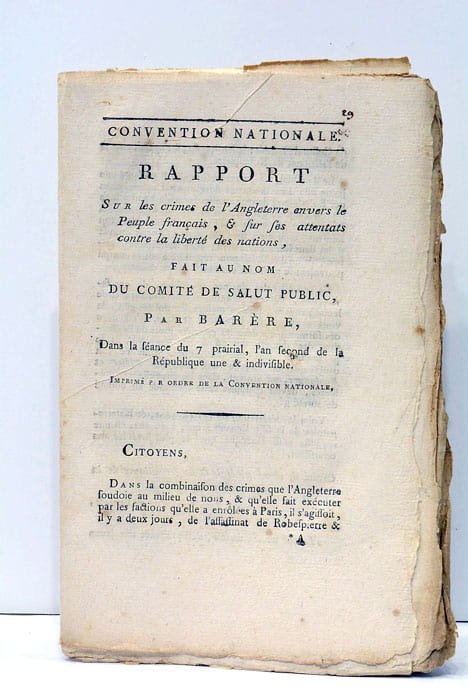 29
CONVENTION NATIONALE.
RAPPORT
SUR les crimes de l'Angleterre envers le
Peuple français, & ſur ſes attentats
contre la liberté des nations,
FAIT AU NOM
DU COMITÉ DE SALUT PUBLIC,
PAR BARÈRE,
Dans la ſéance du 7 prairial, l'an ſecond de la
République une & indiviſible.
IMPRIMÉ PAR ORDRE DE LA CONVENTION NATIONALE,
CITOYENS,
DANS la combinaiſon des crimes que l'Angleterre
ſoudoie au milieu de nous, & qu'elle fait exécuter
par les factions qu'elle a enrôlées à Paris, il s'agiſſoit,
il y a deux jours, de l'aſſaſſinat de Robeſpierre &
*A